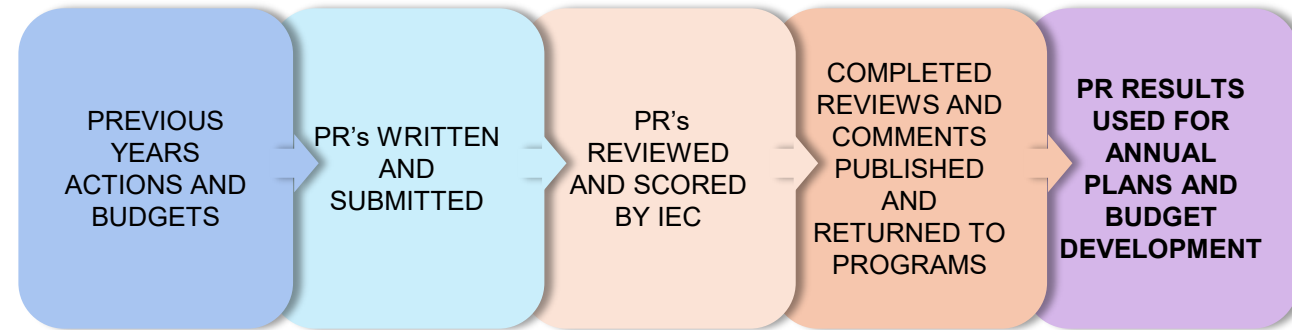 PREVIOUS
YEARS
ACTIONS AND
BUDGETS
PR's WRITTEN
AND
SUBMITTED
PR's
REVIEWED
AND SCORED
BY IEC
COMPLETED
REVIEWS AND
COMMENTS
PUBLISHED
AND
RETURNED TO
PROGRAMS
PR RESULTS
USED FOR
ANNUAL
PLANS AND
BUDGET
DEVELOPMENT